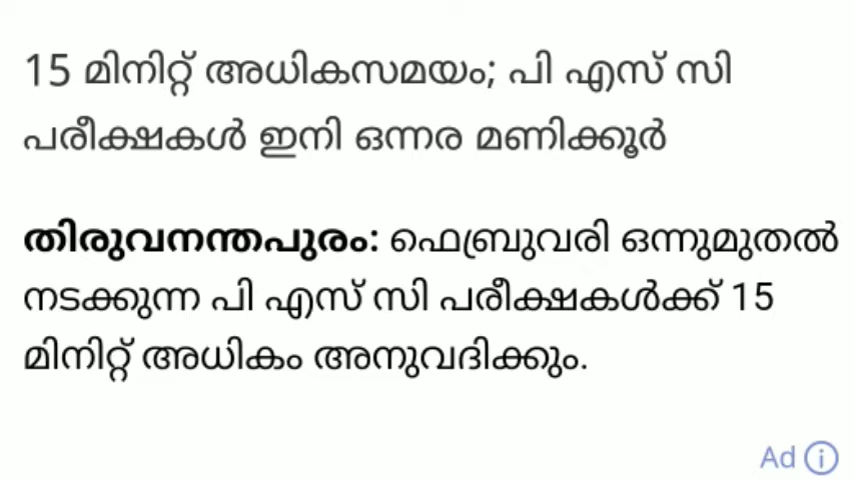 15 മിനിറ്റ് അധികസമയം; പി എസ് സി
പരീക്ഷകൾ ഇനി ഒന്നര മണിക്കൂർ
തിരുവനന്തപുരം: ഫെബ്രുവരി ഒന്നുമുതൽ
നടക്കുന്ന പി എസ് സി പരീക്ഷകൾക്ക് 15
മിനിറ്റ് അധികം അനുവദിക്കും.
Ad